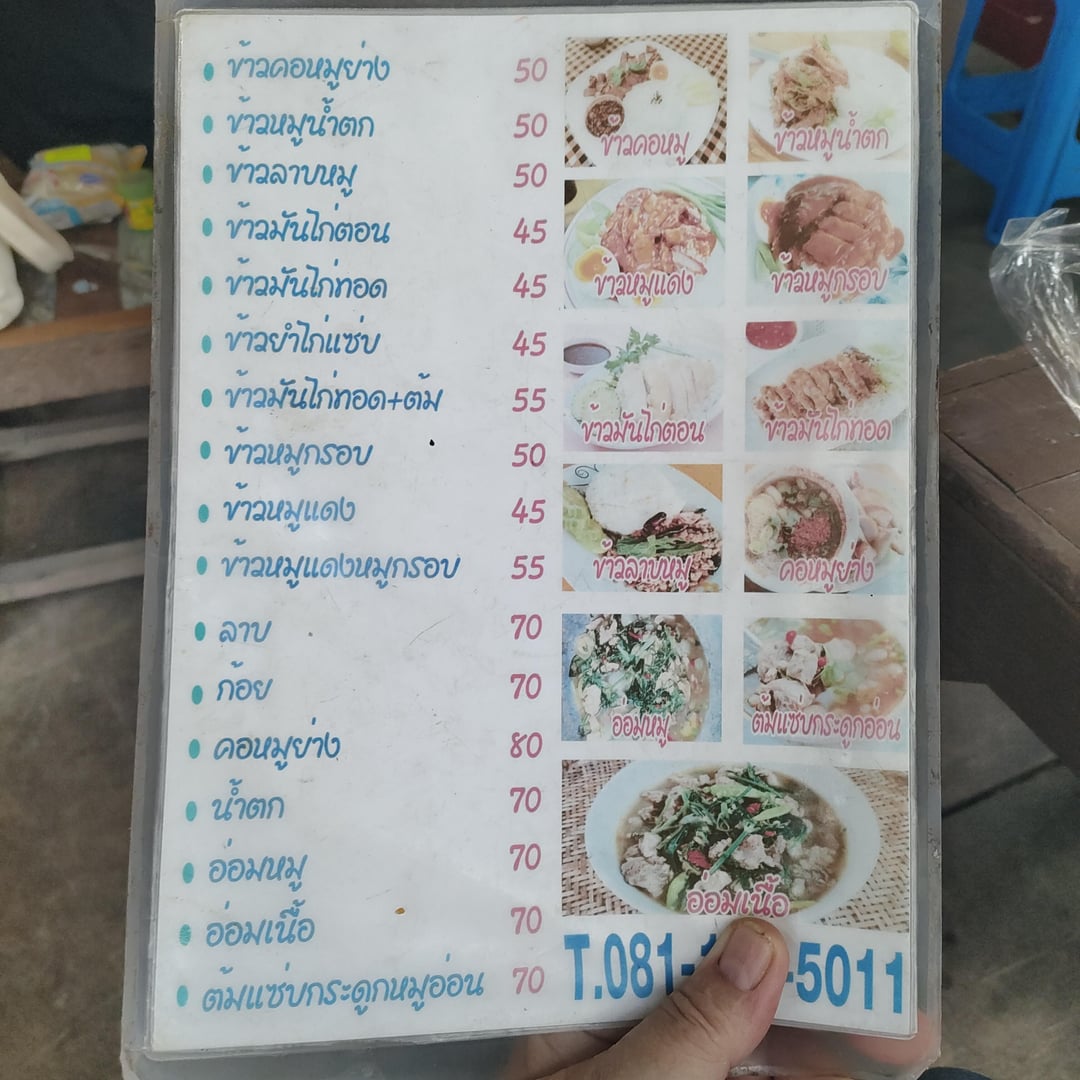 ข้าวคอหมูย่าง 50
ข้าวหมูน้ำตก 50
ข้าวลาบหมู 50
ข้าวมันไก่ตอน 45
ข้าวมันไก่ทอด 45
ข้าวยำไก่แซ่บ 45
ข้าวมันไก่ทอด+ต้ม 55
ข้าวหมูกรอบ 50
ข้าวหมูแดง 45
ข้าวหมูแดงหมูกรอบ 55
ลาบ 70
ก้อย 70
คอหมูย่าง 80
น้ำตก 70
อ่อมหมู 70
อ่อมเนื้อ 70
ต้มแซ่บกระดูกหมูอ่อน 70
ข้าวคอหมู
ข้าวหมูน้ำตก
ข้าวหมูแดง
ข้าวหมูกรอบ
ข้าวมันไก่ตอน
ข้าวมันไก่ทอด
ข้าวลาบหมู
คอหมูย่าง
อ่อมหมู
ต้มแซ่บกระดูกอ่อน
อ่อมเนื้อ
T.081- -5011